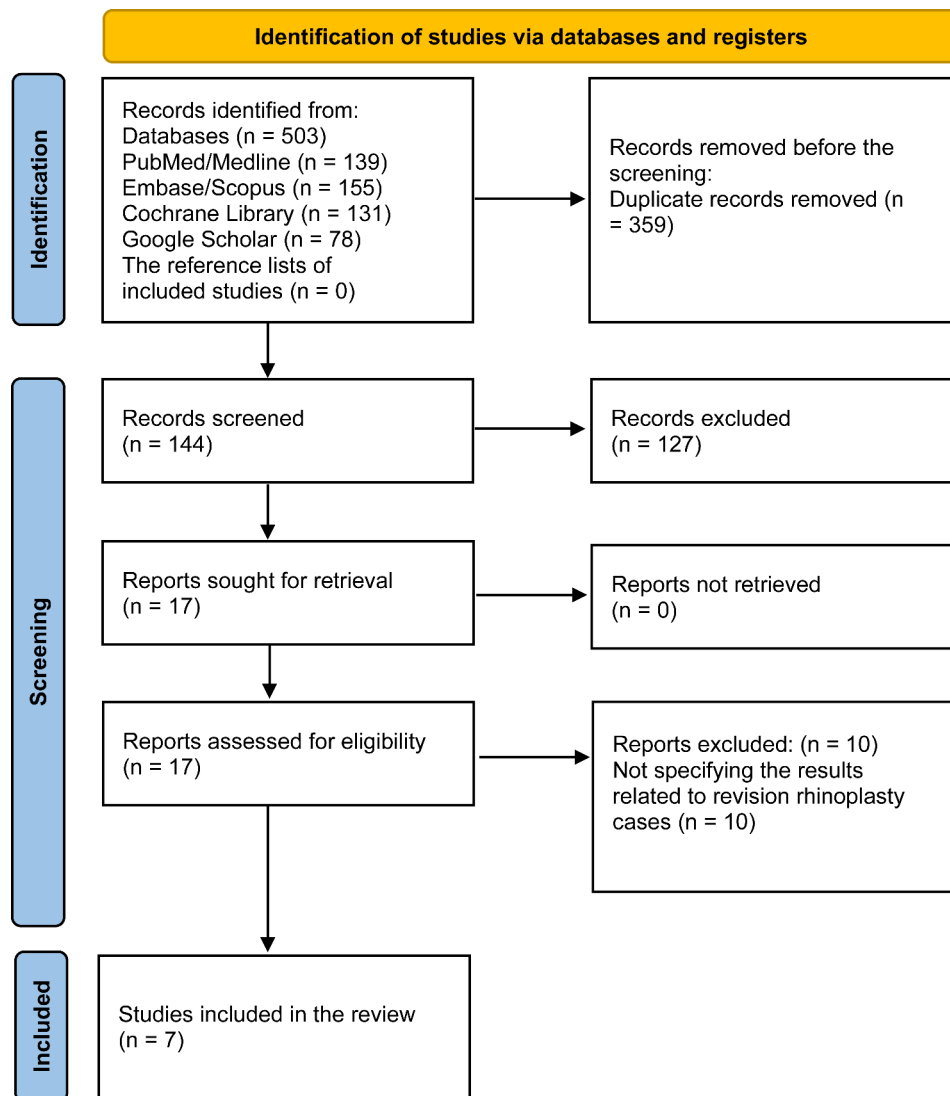 Identification of studies via databases and registers
Identification
Records identified from:
Databases (n = 503)
PubMed/Medline (n = 139)
Embase/Scopus (n = 155)
Cochrane Library (n = 131)
Google Scholar (n = 78)
The reference lists of
included studies (n = 0)
Records removed before the
screening:
Duplicate records removed (n
= 359)
Screening
Records screened
(n = 144)
Records excluded
(n = 127)
Reports sought for retrieval
(n = 17)
Reports not retrieved
(n = 0)
Reports assessed for eligibility
(n = 17)
Reports excluded: (n = 10)
Not specifying the results
related to revision rhinoplasty
cases (n = 10)
Included
Studies included in the review
(n = 7)